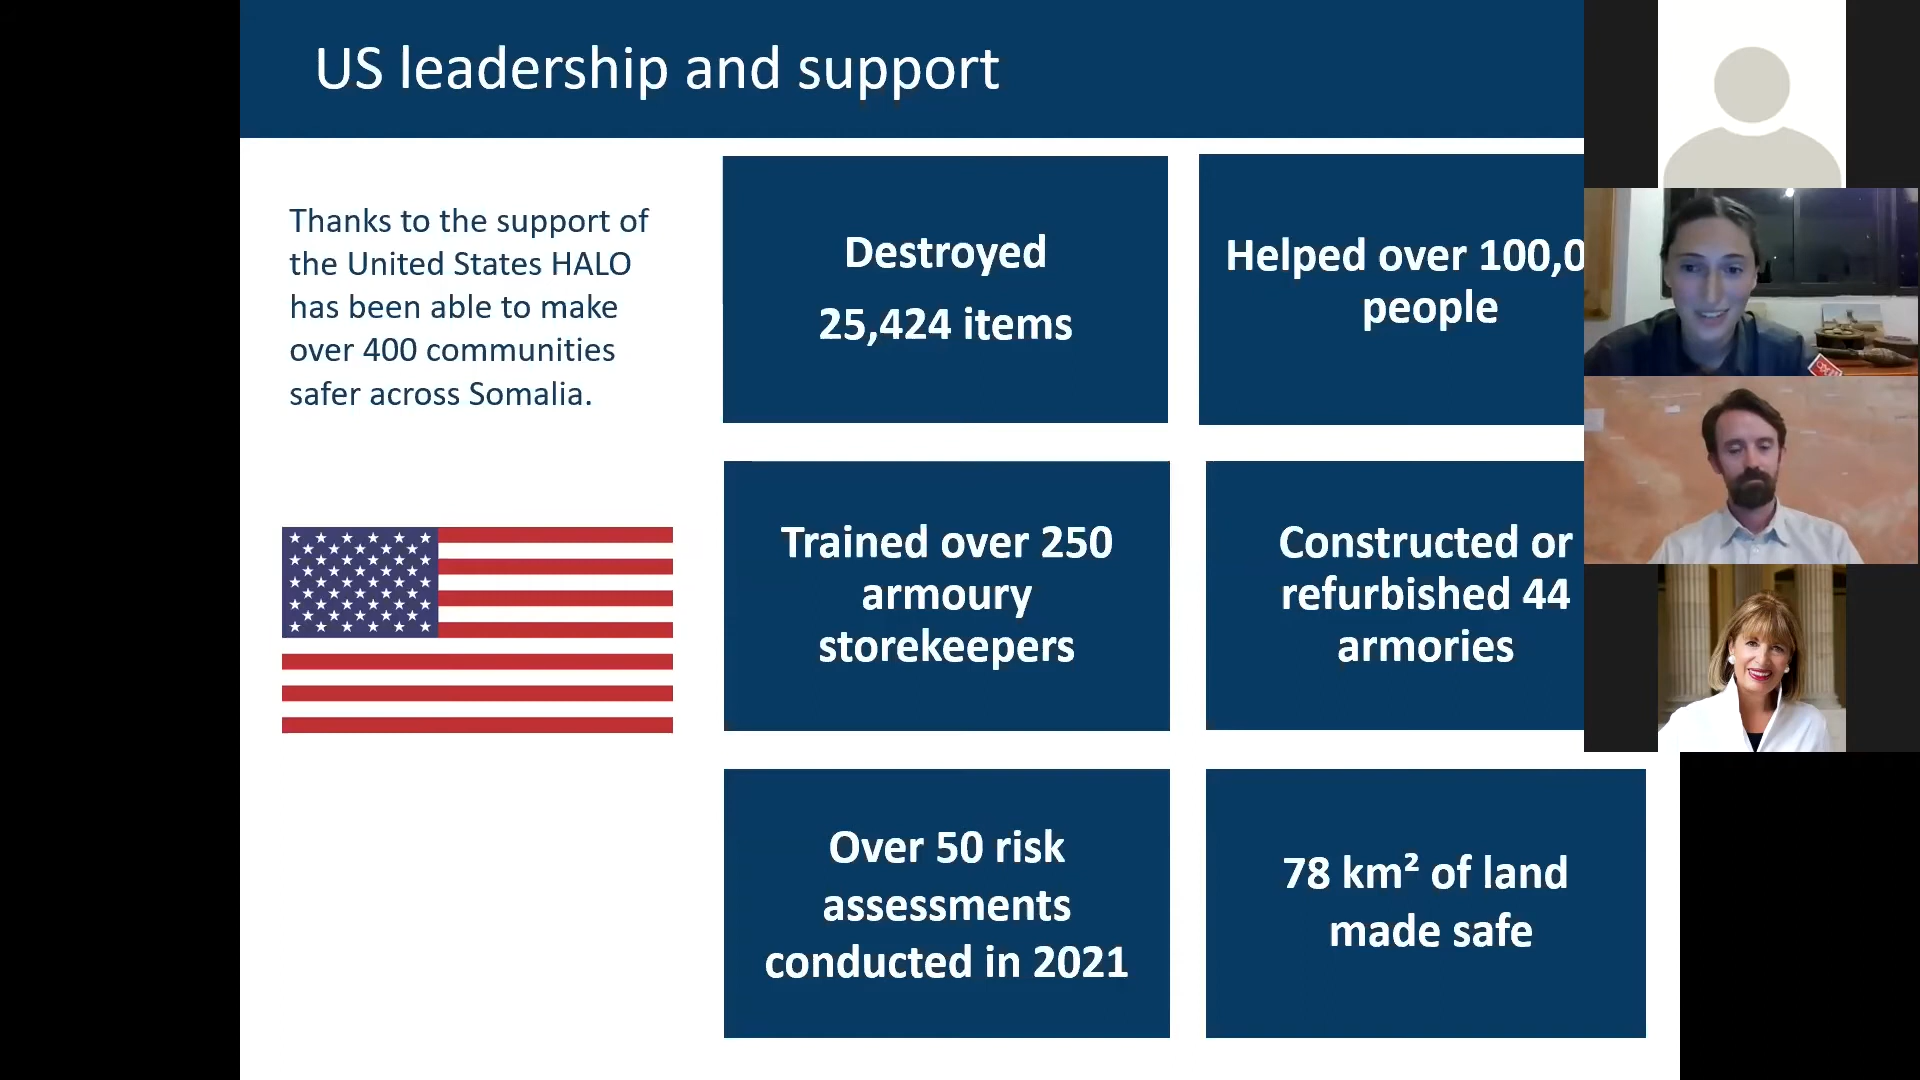 US leadership and support
Thanks to the support of
the United States HALO
has been able to make
over 400 communities
safer across Somalia.
Destroyed
25,424 items
Helped over 100,0
people
Trained over 250
armoury
storekeepers
Constructed or
refurbished 44
armories
Over 50 risk
assessments
conducted in 2021
78 km² of land
made safe